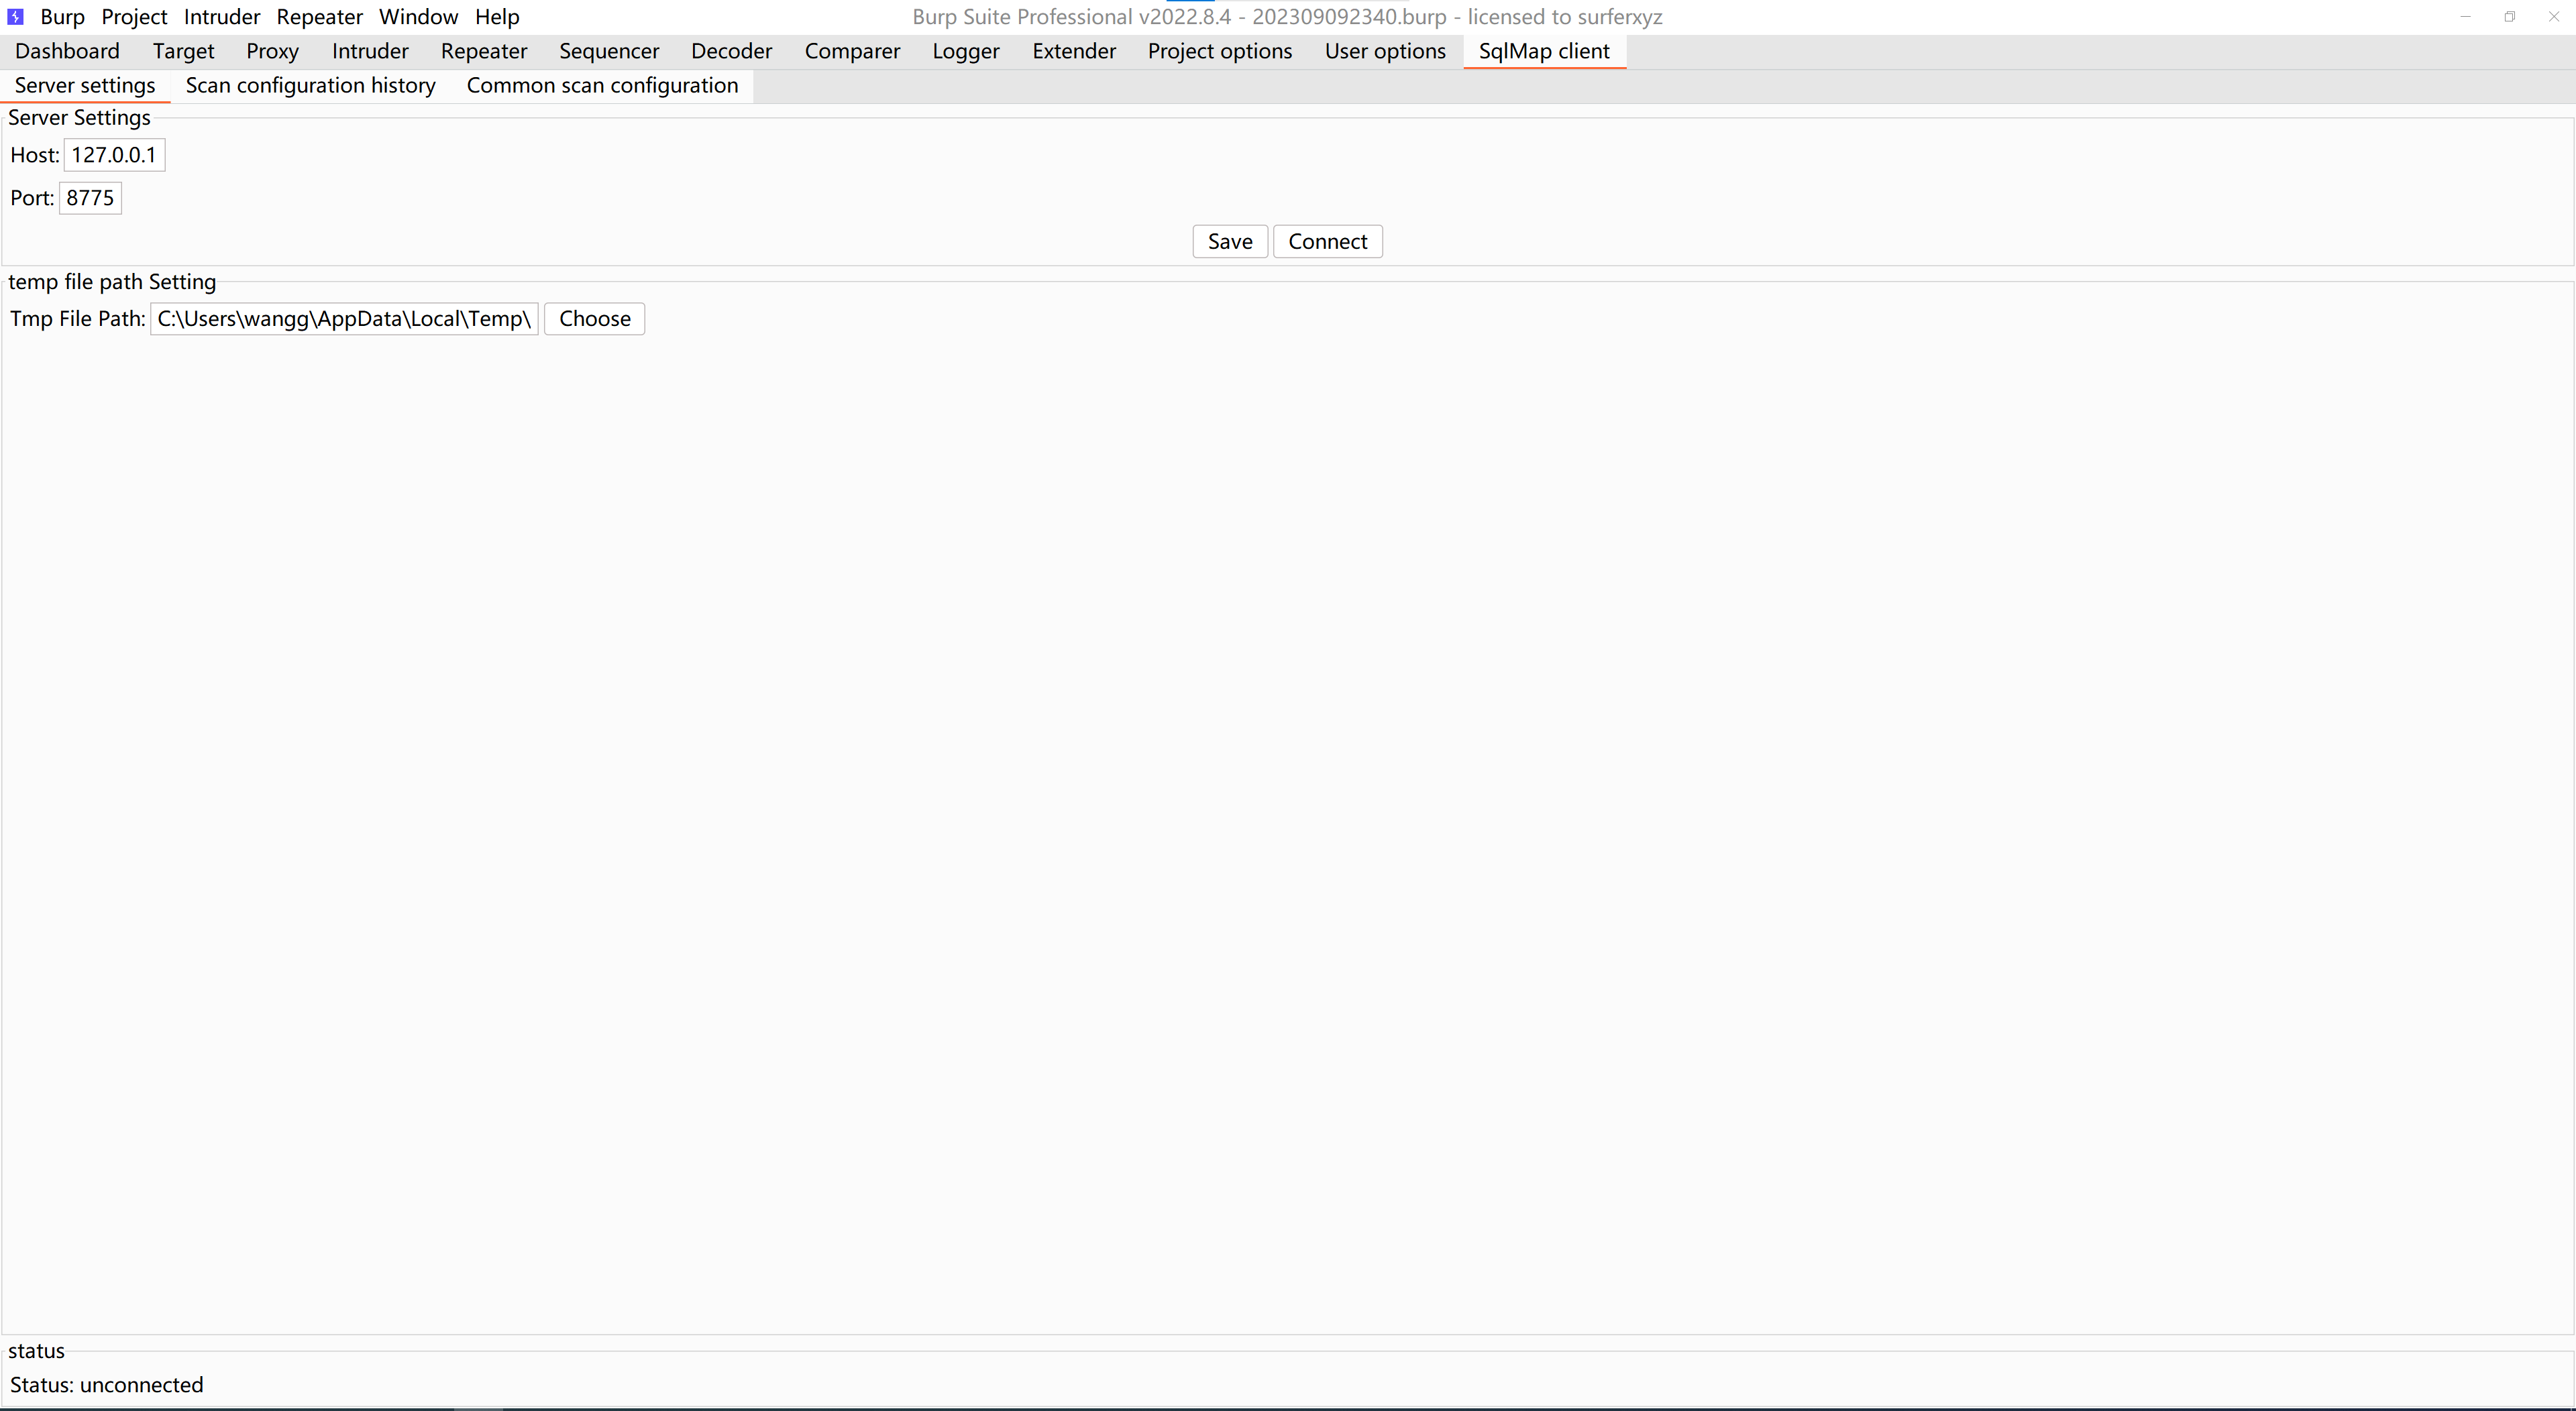 Burp Project Intruder Repeater Window Help Burp Suite Professional v2022.8.4 - 202309092340.burp - licensed to surferxyz
Dashboard Target Proxy Intruder Repeater Sequencer Decoder Comparer Logger Extender Project options User options SqlMap client
Server settings Scan configuration history Common scan configuration
Server Settings
Host: 127.0.0.1
Port: 8775
Save Connect
temp file path Setting
Tmp File Path: C:\Users\wangg\AppData\Local\Temp\ Choose
status
Status: unconnected